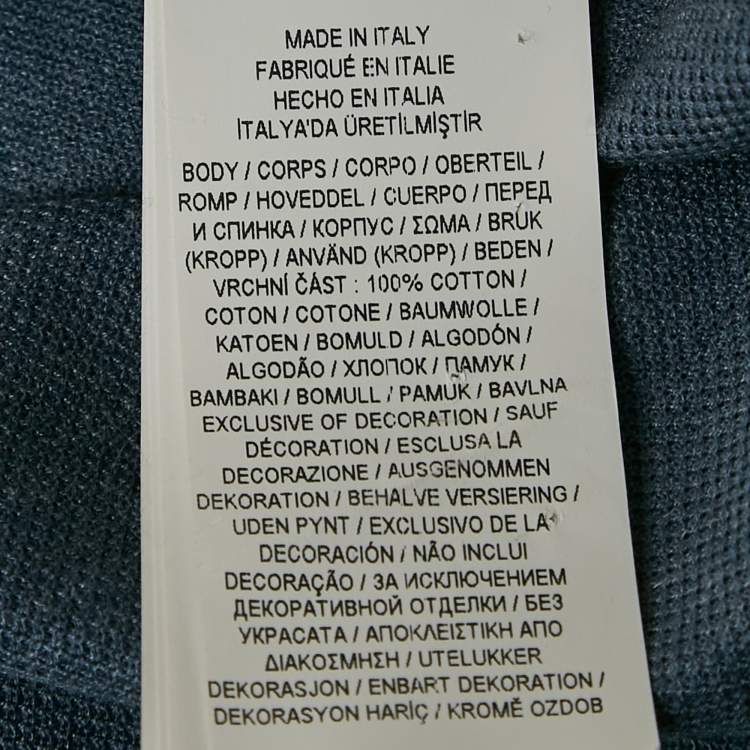 MADE IN ITALY
FABRIQUÉ EN ITALIE
HECHO EN ITALIA
İTALYA'DA ÜRETİLMİŞTİR
BODY / CORPS / CORPO / OBERTEIL /
ROMP / HOVEDDEL / CUERPO / ПЕРЕД
И СПИНКА / КОРПУС / ΣΩΜΑ / BRUK
(KROPP) / ANVÄND (KROPP) / BEDEN /
VRCHNÍ ČÁST : 100% COTTON /
COTON / COTONE / BAUMWOLLE /
KATOEN / BOMULD / ALGODÓN /
ALGODÃO / ХЛОПОК / ПАМУК /
BAMBAKI / BOMULL / PAMUK / BAVLNA
EXCLUSIVE OF DECORATION / SAUF
DÉCORATION / ESCLUSA LA
DECORAZIONE / AUSGENOMMEN
DEKORATION / BEHALVE VERSIERING /
UDEN PYNT / EXCLUSIVO DE LA
DECORACIÓN / NÃO INCLUI
DECORAÇÃO / ЗА ИСКЛЮЧЕНИЕМ
ДЕКОРАТИВНОЙ ОТДЕЛКИ / БЕЗ
УКРАСАТА / ΑΠΟΚΛΕΙΣΤΙΚΗ ΑΠΟ
ΔΙΑΚΟΣΜΗΣΗ / UTELUKKER
DEKORASJON / ENBART DEKORATION /
DEKORASYON HARİÇ / KROMĚ OZDOB